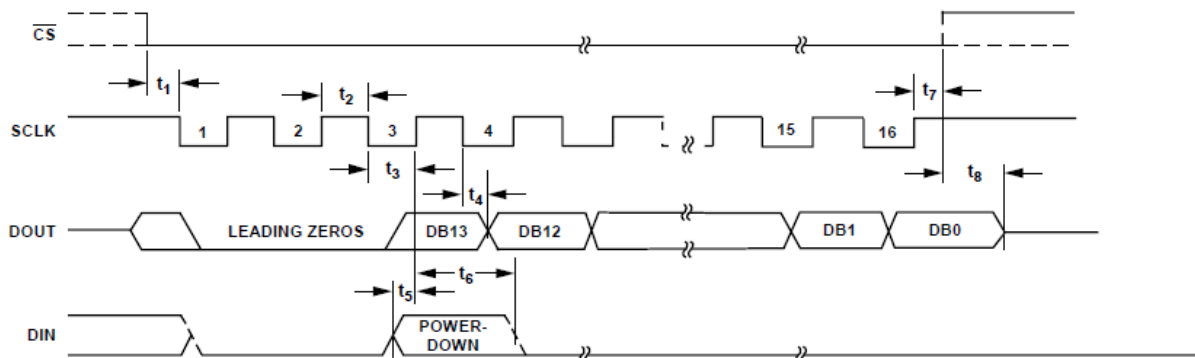 CS
t1
t2
t7
SCLK
1
2
3
4
15
16
t3
t4
t8
DOUT
LEADING ZEROS
DB13
DB12
DB1
DB0
t6
t5
DIN
POWER-
DOWN